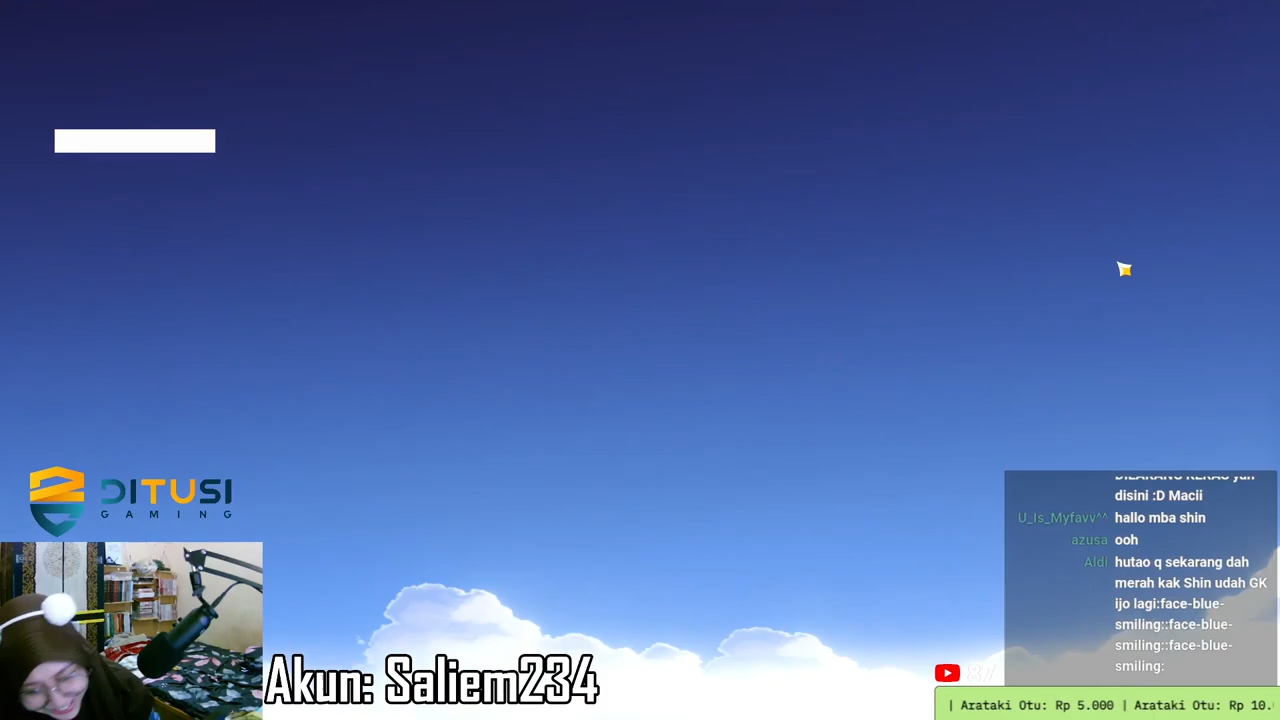 DITUSI
GAMING
disini :D Macii
U_Is_Myfavv^^ hallo mba shin
azusa ooh
Aldi hutao q sekarang dah
merah kak Shin udah GK
ijo lagi:face-blue-
smiling::face-blue-
smiling::face-blue-
smiling:
Akun: Saliem234
87
| Arataki Otu: Rp 5.000 | Arataki Otu: Rp 10.